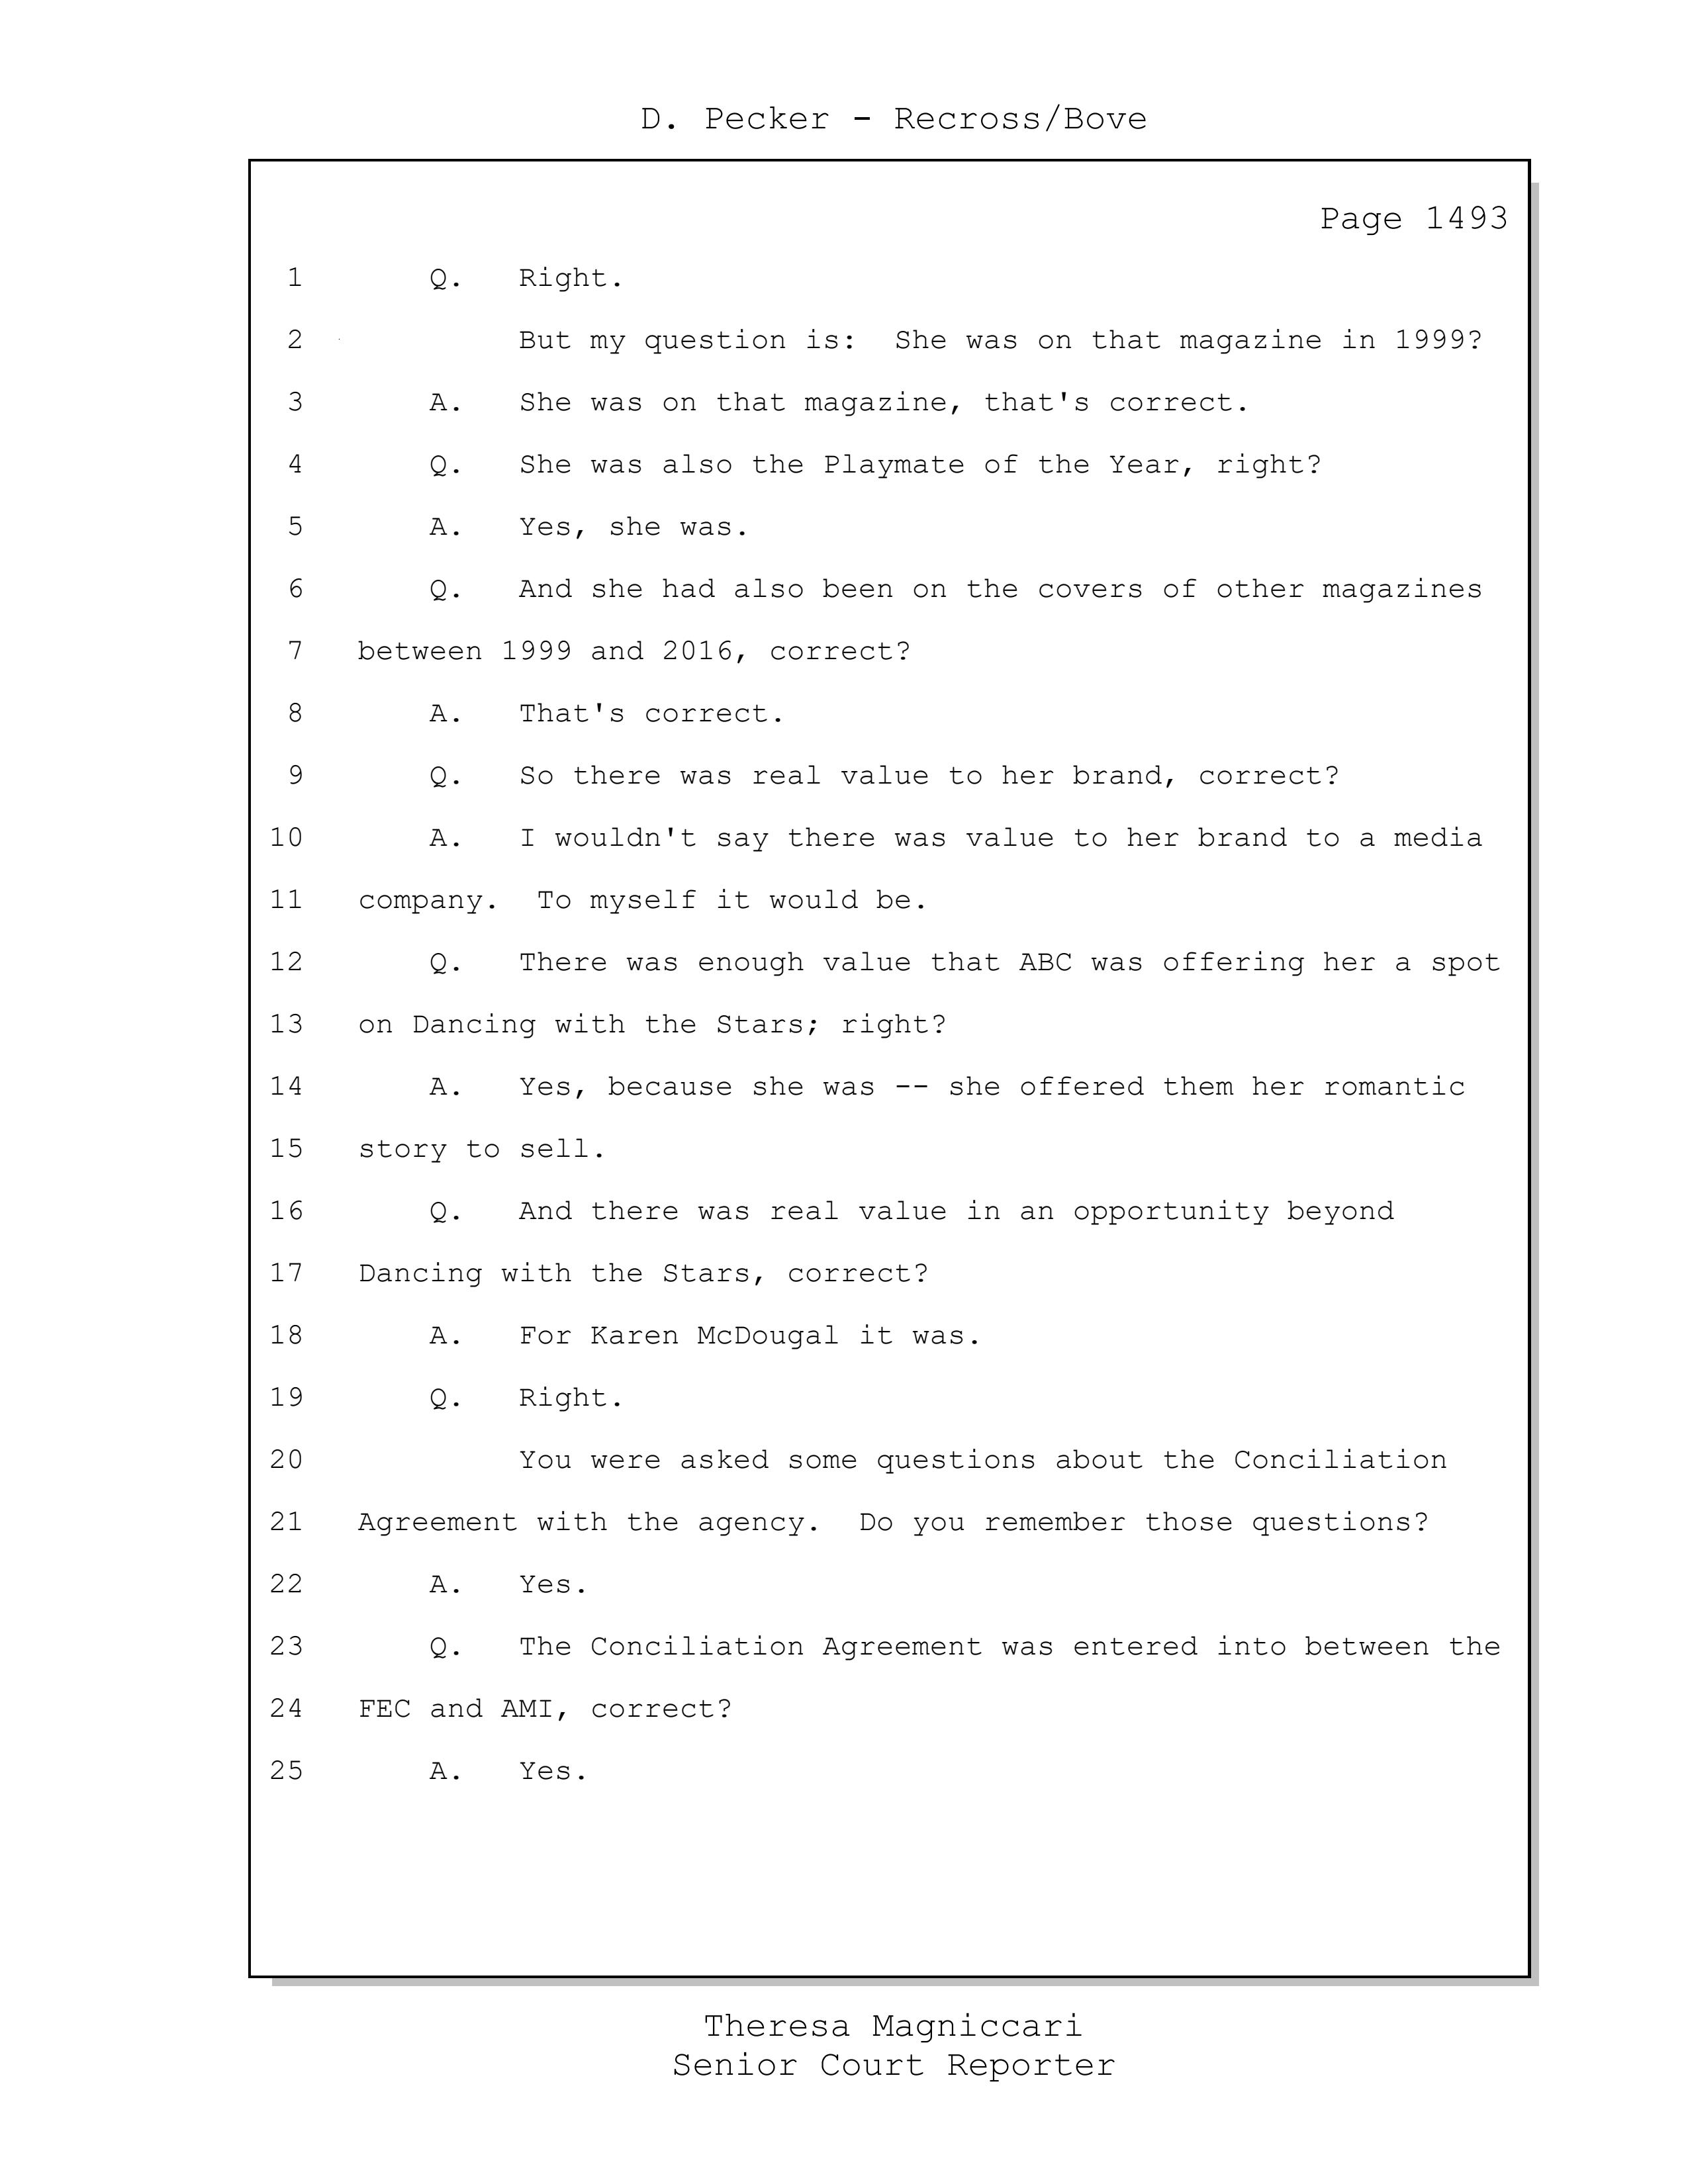 D. Pecker - Recross/Bove
Page 1493
1 Q. Right.
2 But my question is: She was on that magazine in 1999?
3 A. She was on that magazine, that's correct.
4 Q. She was also the Playmate of the Year, right?
5 A. Yes, she was.
6 Q. And she had also been on the covers of other magazines
7 between 1999 and 2016, correct?
8 A. That's correct.
9 Q. So there was real value to her brand, correct?
10 A. I wouldn't say there was value to her brand to a media
11 company. To myself it would be.
12 Q. There was enough value that ABC was offering her a spot
13 on Dancing with the Stars; right?
14 A. Yes, because she was -- she offered them her romantic
15 story to sell.
16 Q. And there was real value in an opportunity beyond
17 Dancing with the Stars, correct?
18 A. For Karen McDougal it was.
19 Q. Right.
20 You were asked some questions about the Conciliation
21 Agreement with the agency. Do you remember those questions?
22 A. Yes.
23 Q. The Conciliation Agreement was entered into between the
24 FEC and AMI, correct?
25 A. Yes.
Theresa Magniccari
Senior Court Reporter